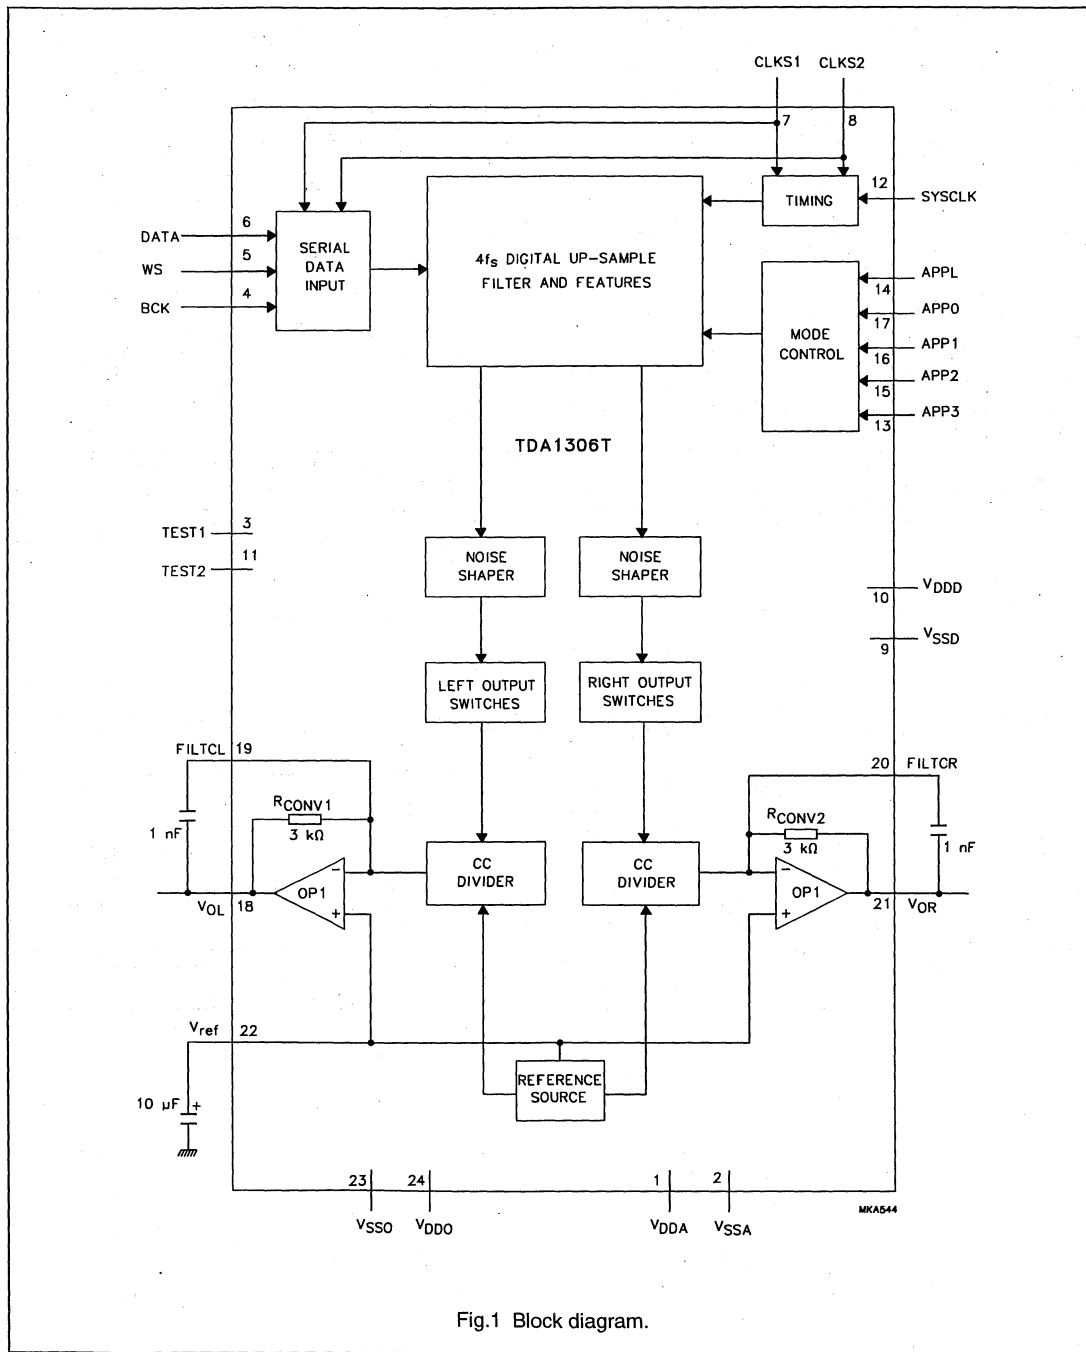 CLKS1 CLKS2
7 8
12
TIMING
SYSCLK
6
DATA
5
WS
4
BCK
SERIAL
DATA
INPUT
4fs DIGITAL UP-SAMPLE
FILTER AND FEATURES
MODE
CONTROL
APPL
14
APP0
17
APP1
16
APP2
15
APP3
13
TDA1306T
3
TEST1
11
TEST2
NOISE
SHAPER
NOISE
SHAPER
VDDD
10
VSSD
9
LEFT OUTPUT
SWITCHES
RIGHT OUTPUT
SWITCHES
FILTCL 19
20 FILTCR
RCONV1
3 kΩ
1 nF
RCONV2
3 kΩ
1 nF
CC
DIVIDER
CC
DIVIDER
- OP1 +
- OP1 +
VOL 18
21 VOR
Vref 22
REFERENCE
SOURCE
10 µF +
23 24 1 2
VSSO VDDO VDDA VSSA
MKA544
Fig.1 Block diagram.